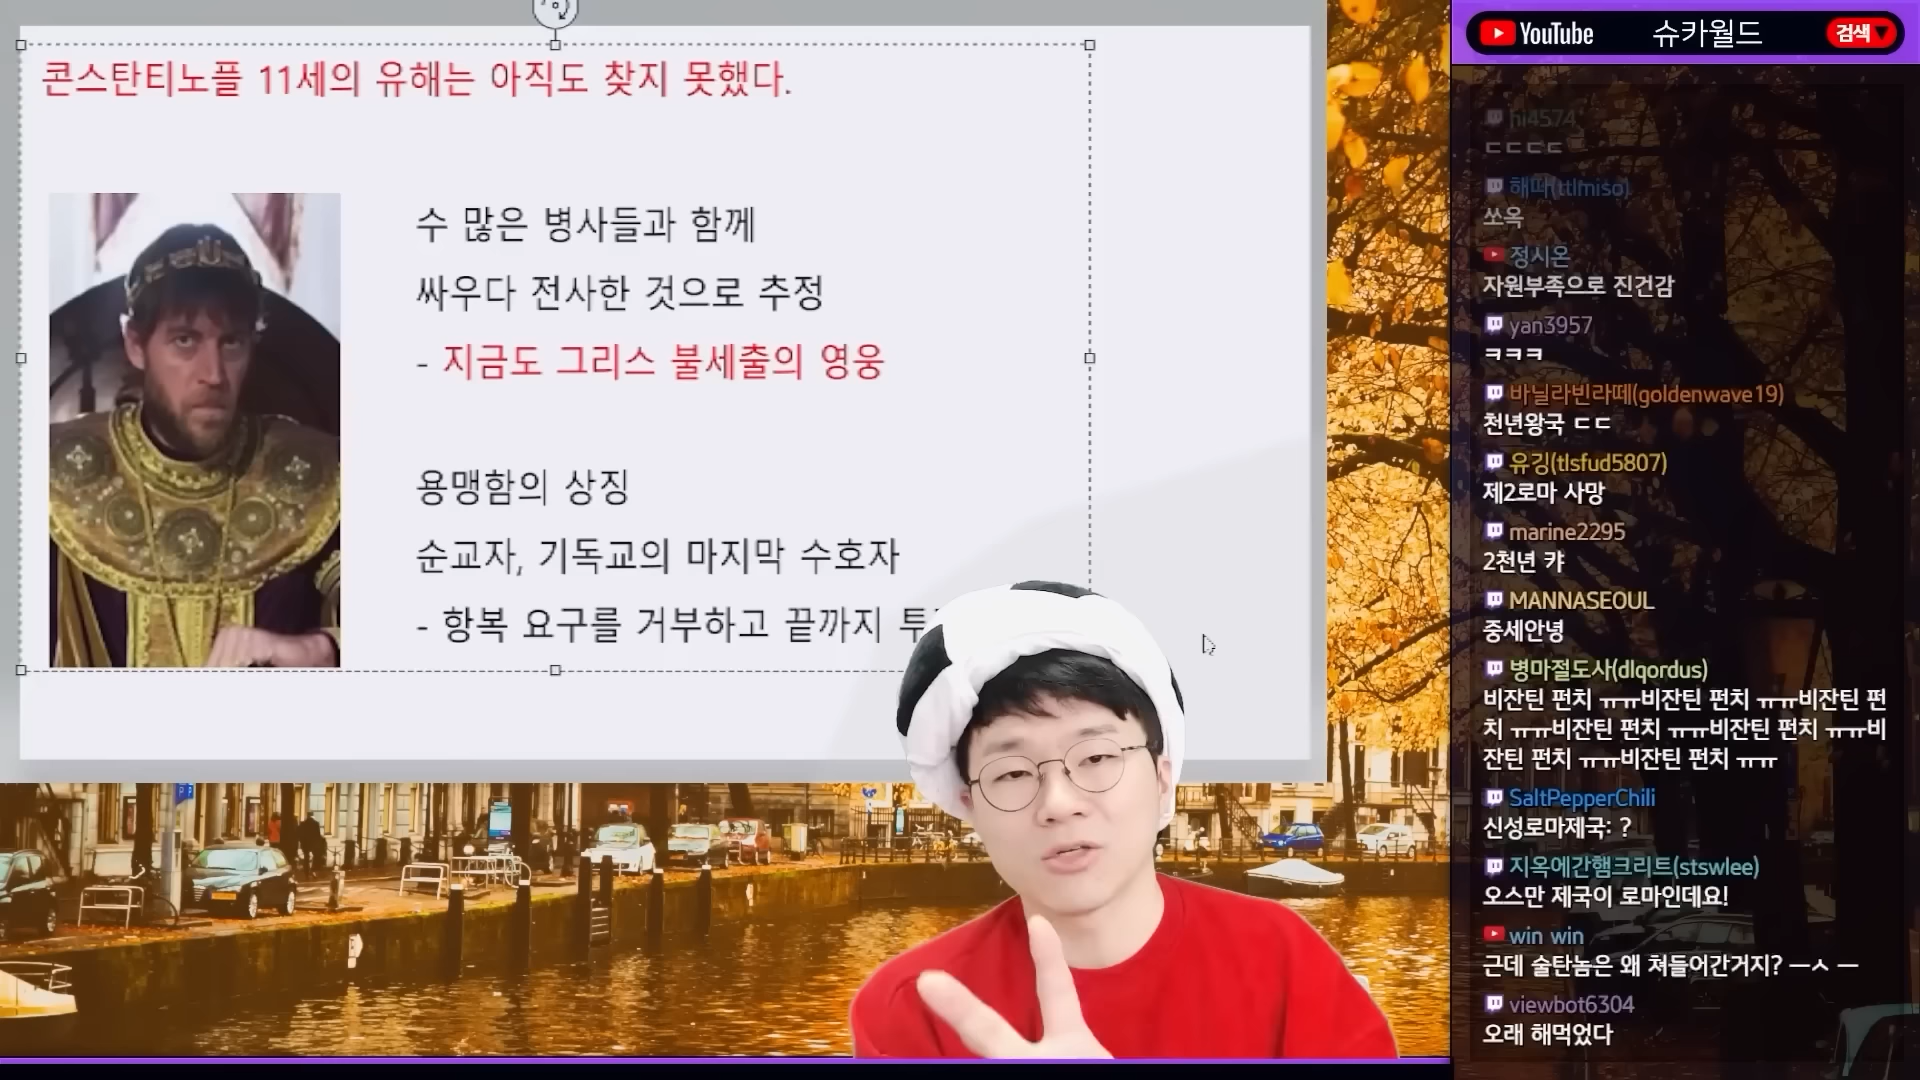 콘스탄티노플 11세의 유해는 아직도 찾지 못했다.
수 많은 병사들과 함께
싸우다 전사한 것으로 추정
- 지금도 그리스 불세출의 영웅
용맹함의 상징
순교자, 기독교의 마지막 수호자
- 항복 요구를 거부하고 끝까지
YouTube 슈카월드 검색
hi4574
ㄷㄷㄷㄷ
해따(ttlmiso)
쏘옥
정시온
자원부족으로 진건감
yan3957
ㅋㅋㅋ
바닐라빈라떼(goldenwave19)
천년왕국 ㄷㄷ
유깅(tlsfud5807)
제2로마 사망
marine2295
2천년 캬
MANNASEOUL
중세안녕
병마절도사(dlqordus)
비잔틴 펀치 ㅠㅠ비잔틴 펀치 ㅠㅠ비잔틴 펀
치 ㅠㅠ비잔틴 펀치 ㅠㅠ비잔틴 펀치 ㅠㅠ비
잔틴 펀치 ㅠㅠ비잔틴 펀치 ㅠㅠ
SaltPepperChili
신성로마제국: ?
지옥에간햄크리트(stswlee)
오스만 제국이 로마인데요!
win win
근데 술탄놈은 왜 쳐들어간거지? ㅡㅅ ㅡ
viewbot6304
오래 해먹었다